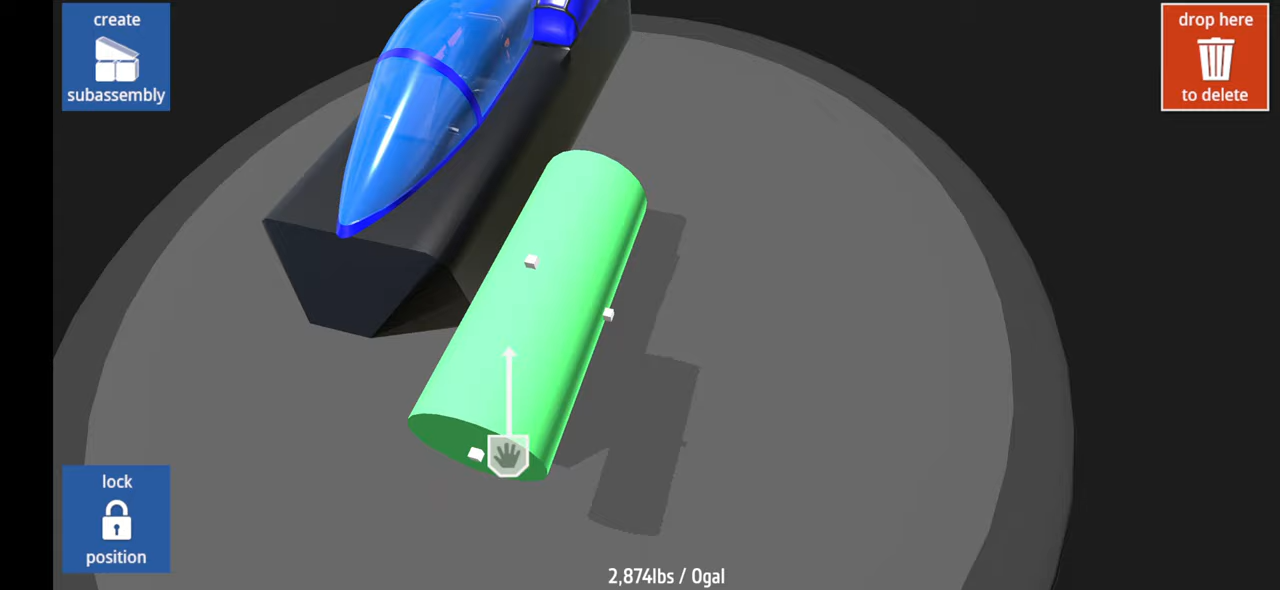 create
subassembly
drop here
to delete
lock
position
2,874lbs / 0gal